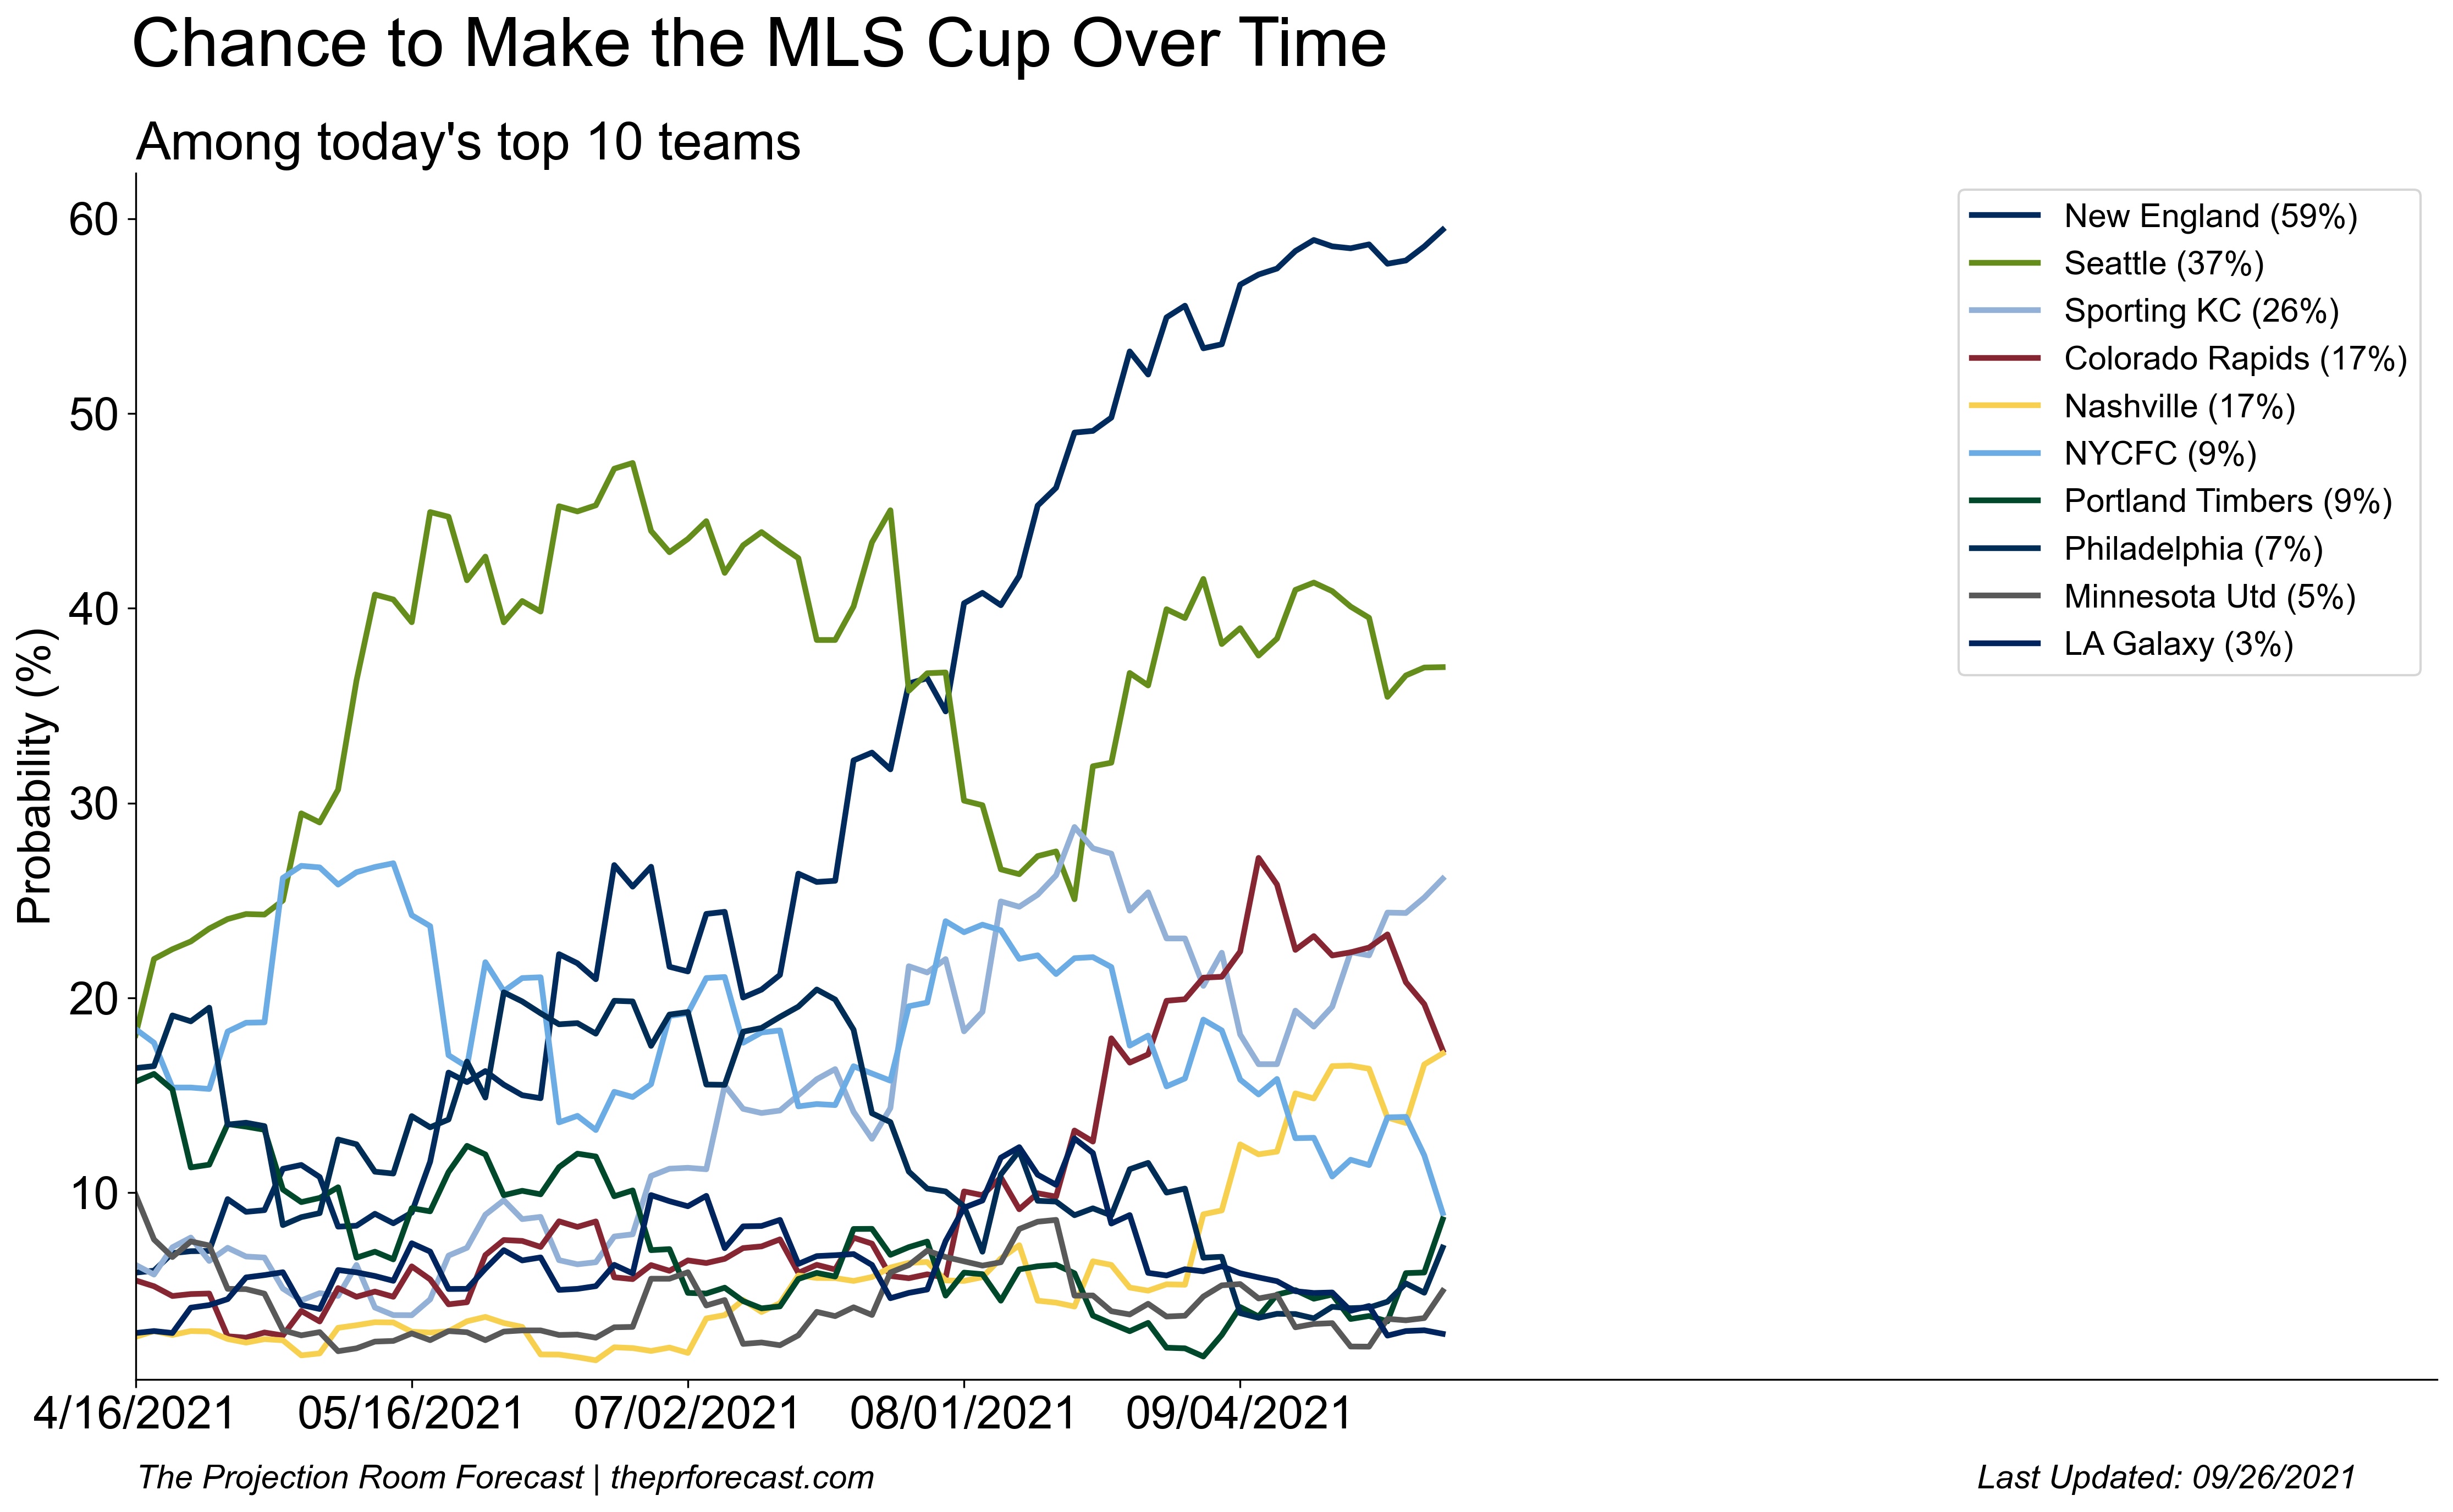 Chance to Make the MLS Cup Over Time
Among today's top 10 teams
Probability (%)
60
50
40
30
20
10
4/16/2021
05/16/2021
07/02/2021
08/01/2021
09/04/2021
New England (59%)
Seattle (37%)
Sporting KC (26%)
Colorado Rapids (17%)
Nashville (17%)
NYCFC (9%)
Portland Timbers (9%)
Philadelphia (7%)
Minnesota Utd (5%)
LA Galaxy (3%)
The Projection Room Forecast | theprforecast.com
Last Updated: 09/26/2021